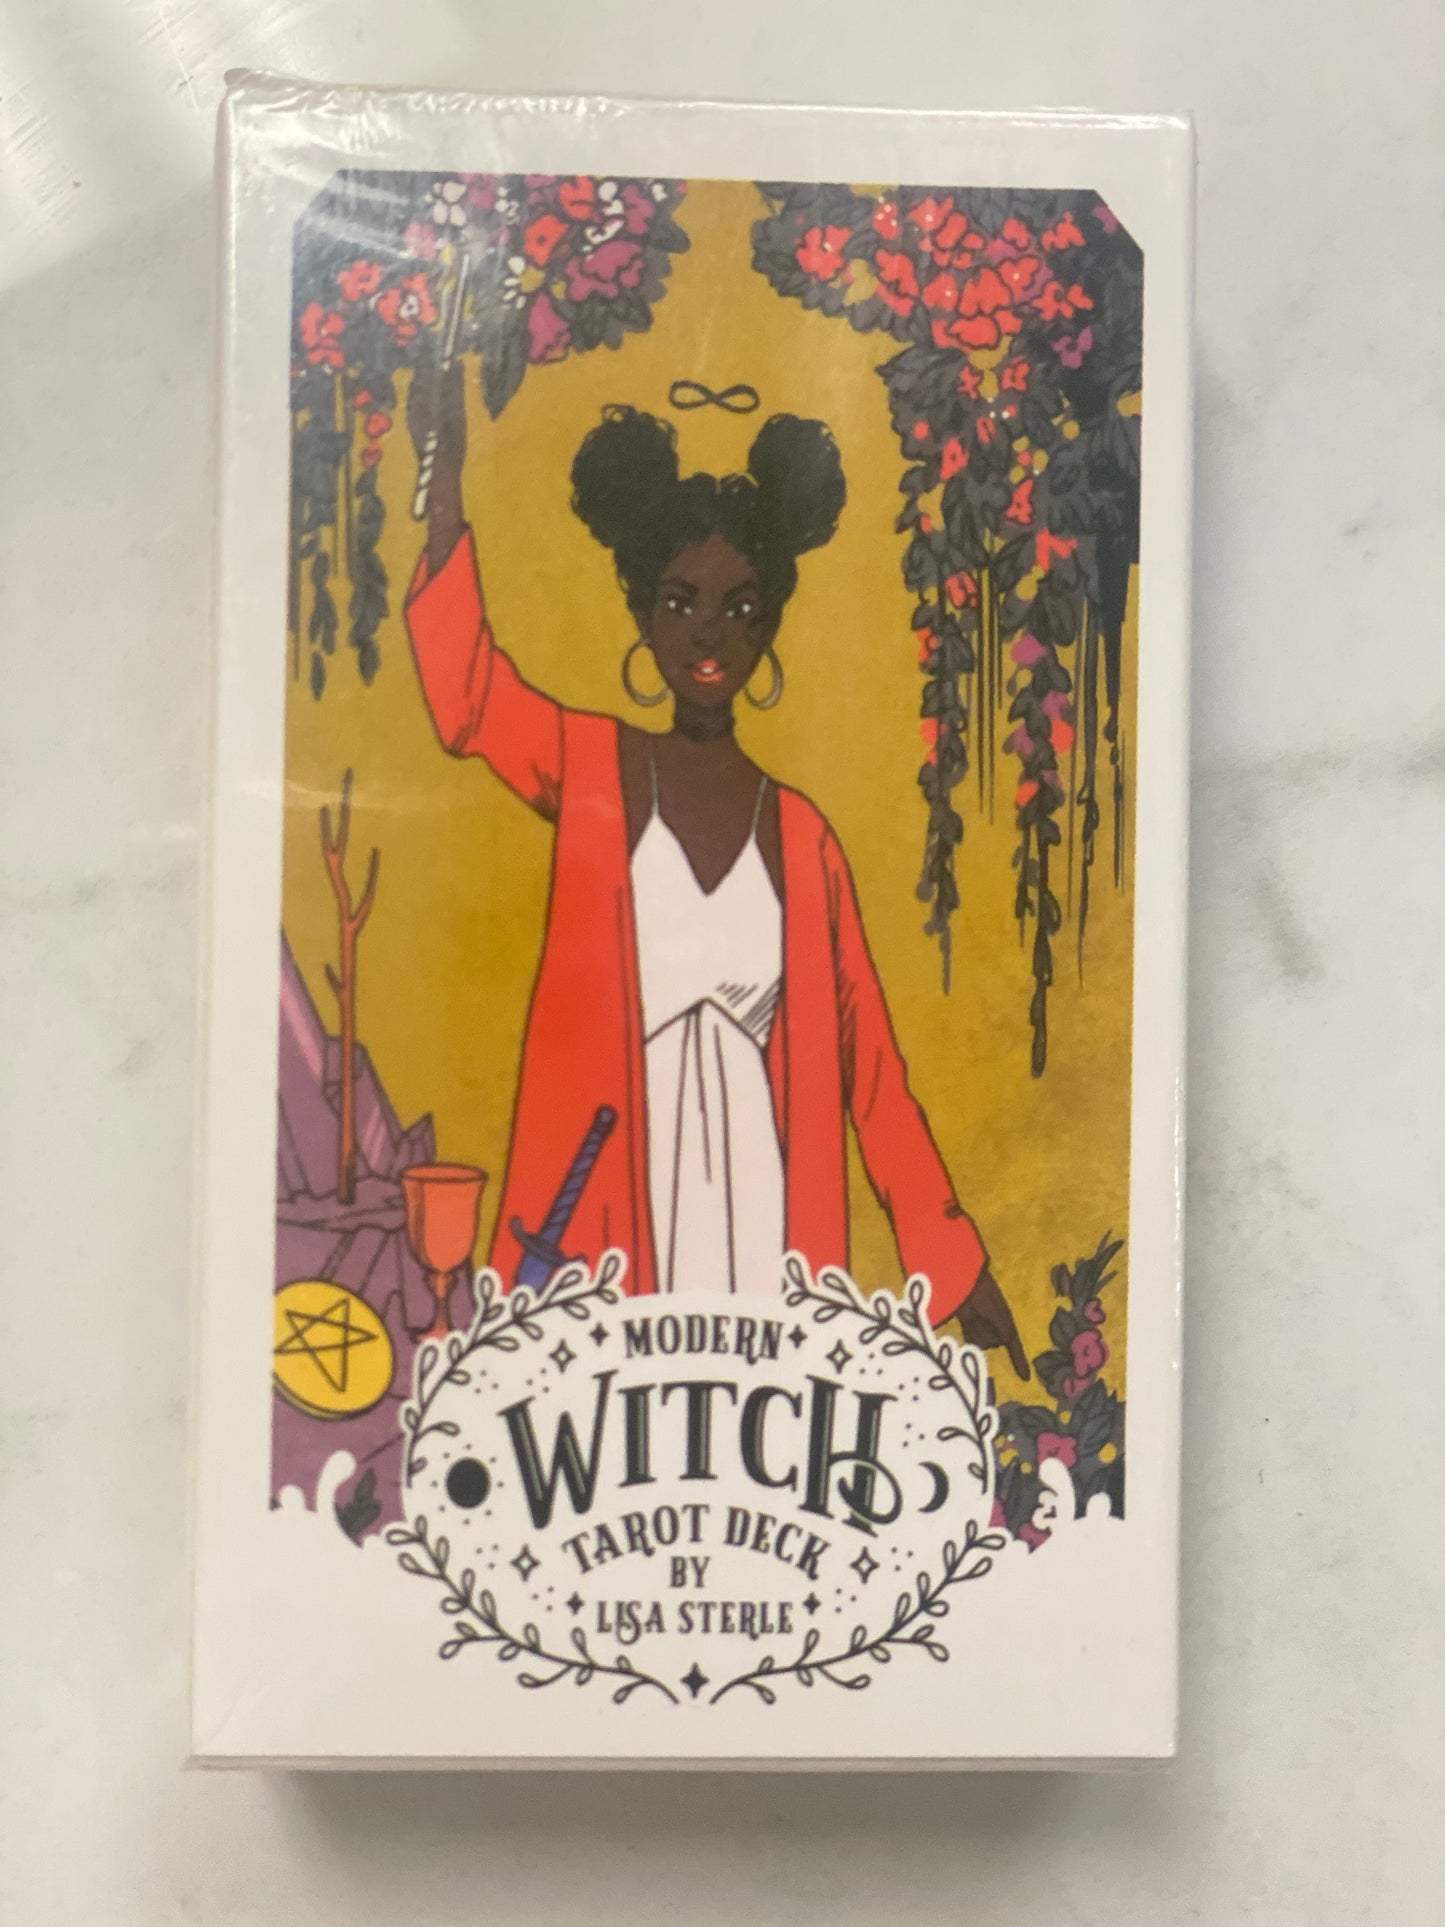 MODERN
WITCH
TAROT DECK
BY
LISA STERLE